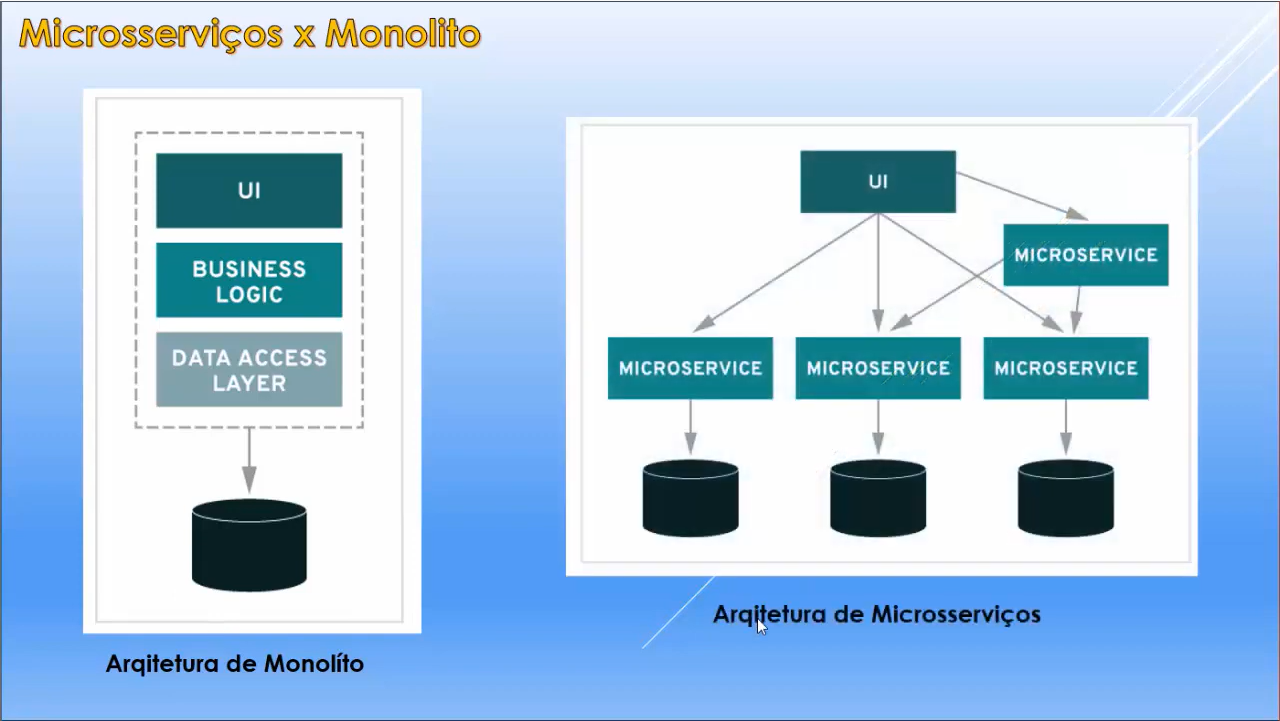 Microsserviços x Monolito
UI
BUSINESS
LOGIC
DATA ACCESS
LAYER
Arqitetura de Monolíto
UI
MICROSERVICE
MICROSERVICE
MICROSERVICE
MICROSERVICE
Arqitetura de Microsserviços